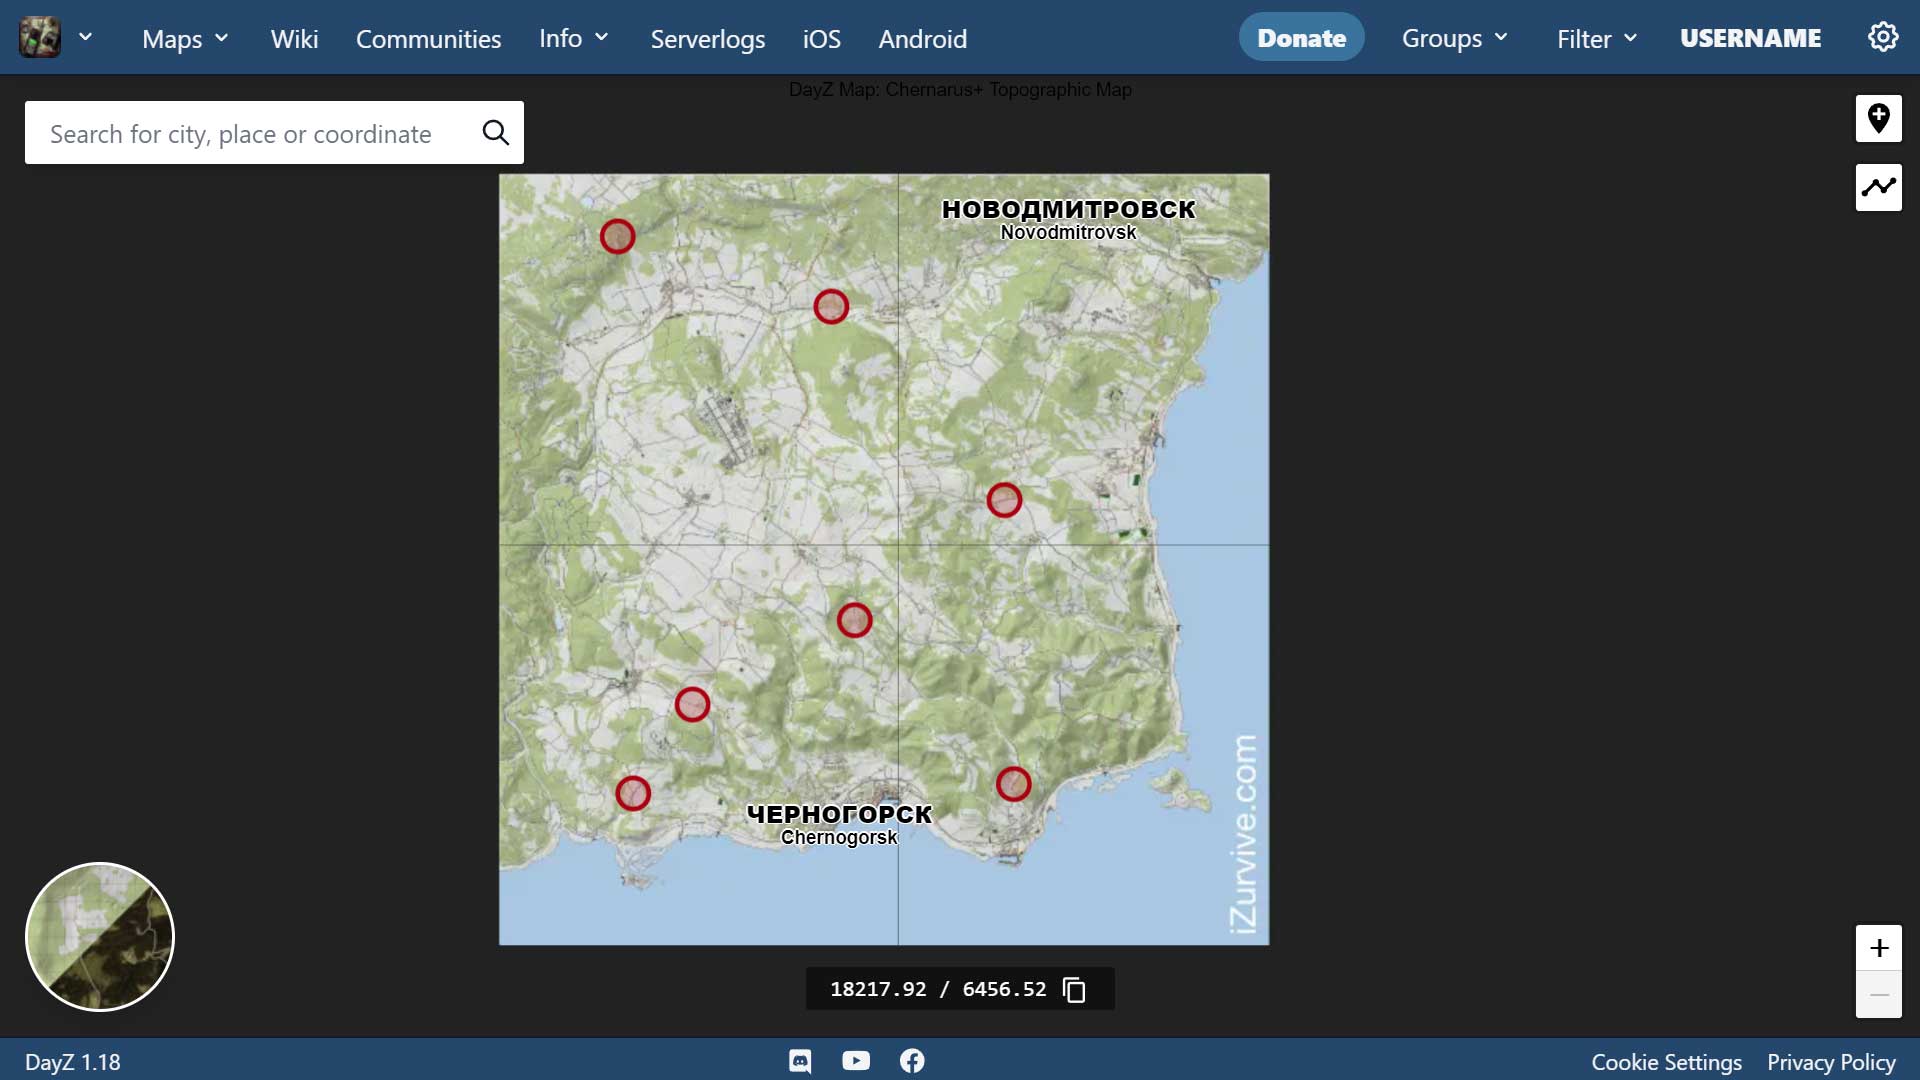 Maps
Wiki
Communities
Info
Serverlogs
iOS
Android
Donate
Groups
Filter
USERNAME
DayZ Map: Chernarus+ Topographic Map
Search for city, place or coordinate
НОВОДМИТРОВСК
Novodmitrovsk
ЧЕРНОГОРСК
Chernogorsk
iZurvive.com
18217.92 / 6456.52
+
−
DayZ 1.18
Cookie Settings
Privacy Policy